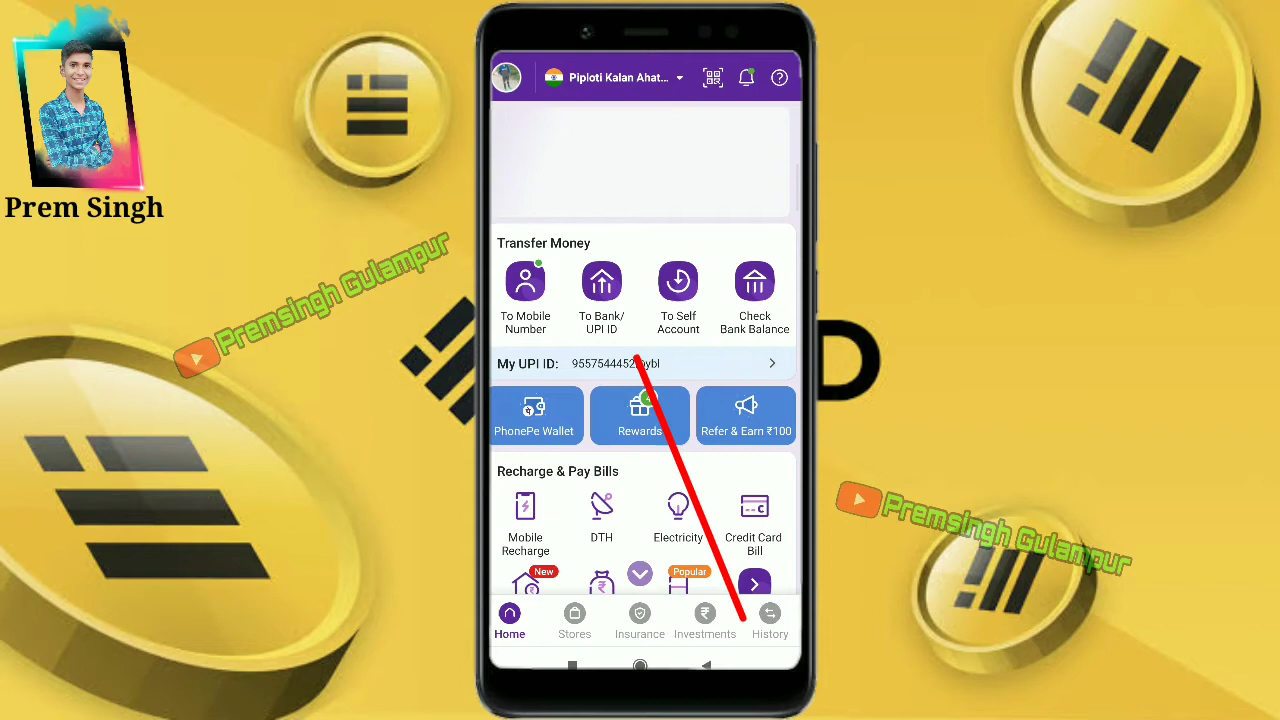 Prem Singh
Premsingh Gulampur
Piploti Kalan Ahat...
Transfer Money
To Mobile Number
To Bank/ UPI ID
To Self Account
Check Bank Balance
My UPI ID: 9557544452 ybl
PhonePe Wallet
Rewards
Refer & Earn ₹100
Recharge & Pay Bills
Mobile Recharge
DTH
Electricity
Credit Card Bill
New
Popular
Home
Stores
Insurance
Investments
History
Premsingh Gulampur